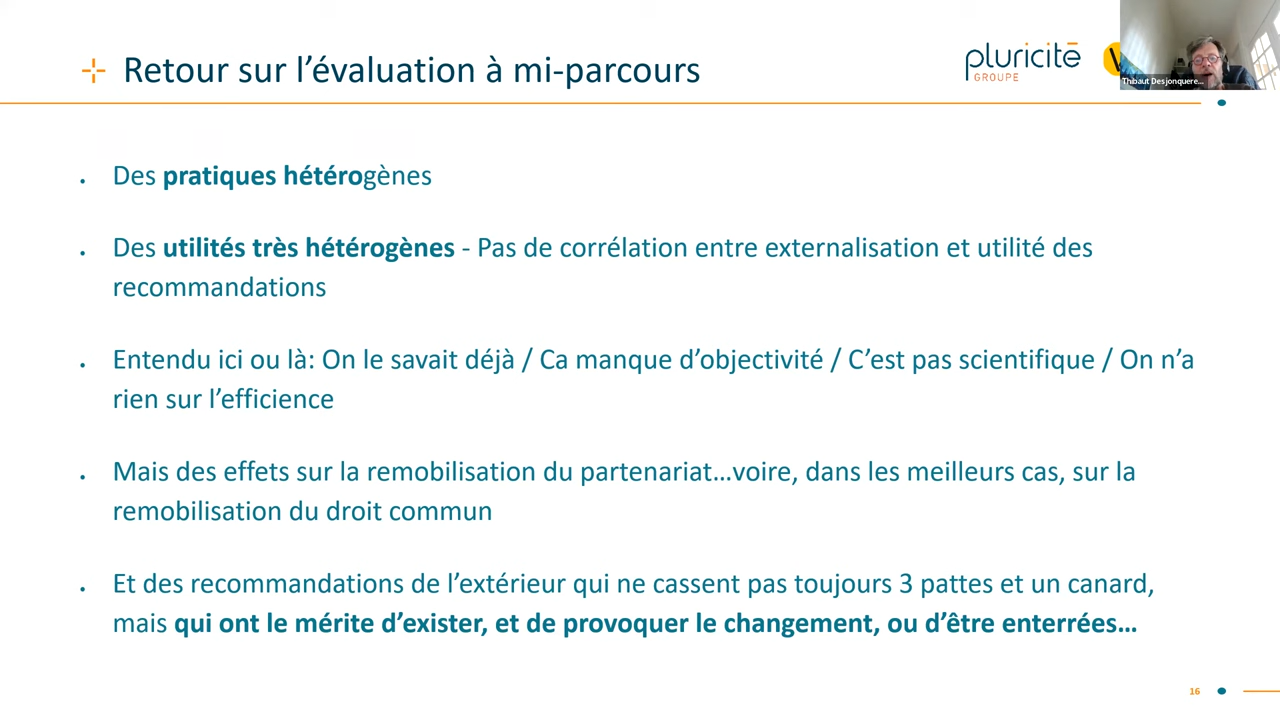 Retour sur l’évaluation à mi-parcours
pluricité
GROUPE
Thibaut Desjonquere...
Des pratiques hétérogènes
Des utilités très hétérogènes - Pas de corrélation entre externalisation et utilité des
recommandations
Entendu ici ou là: On le savait déjà / Ca manque d’objectivité / C’est pas scientifique / On n’a
rien sur l’efficience
Mais des effets sur la remobilisation du partenariat…voire, dans les meilleurs cas, sur la
remobilisation du droit commun
Et des recommandations de l’extérieur qui ne cassent pas toujours 3 pattes et un canard,
mais qui ont le mérite d’exister, et de provoquer le changement, ou d’être enterrées…
16